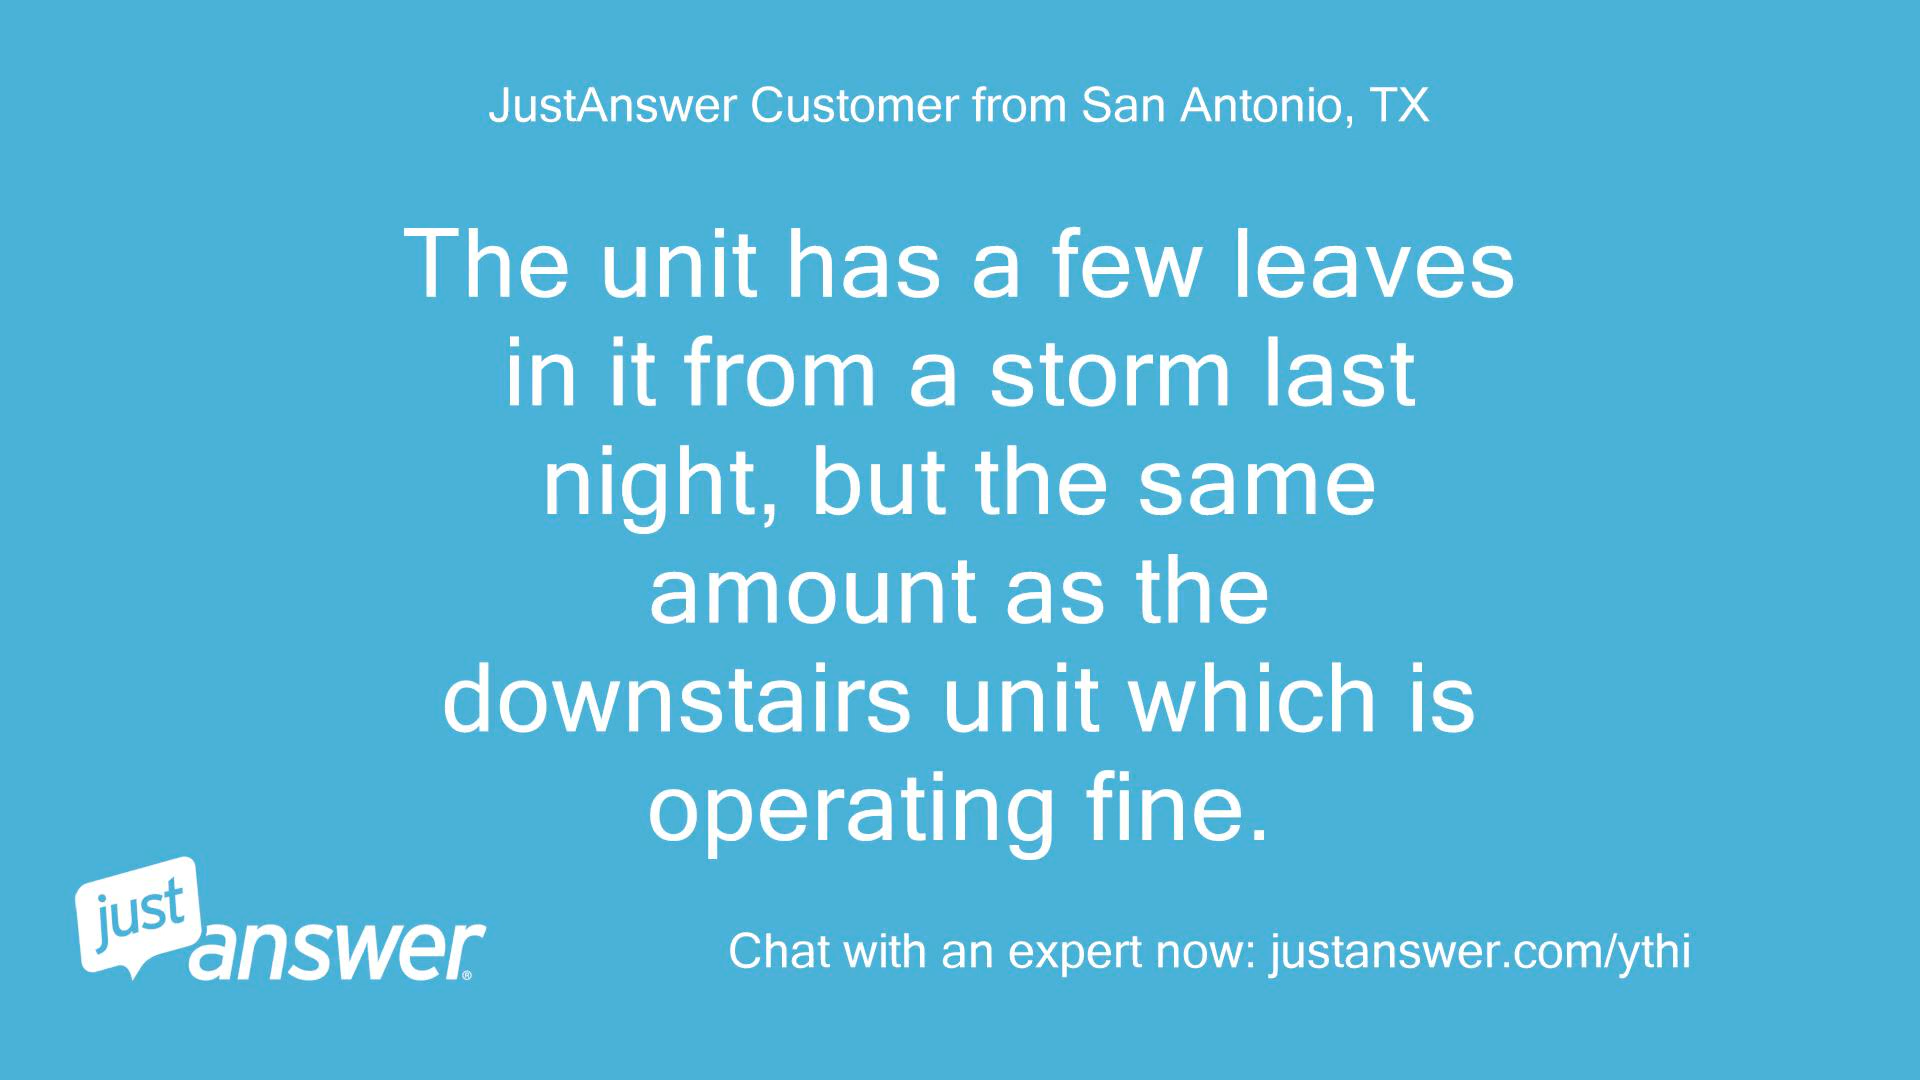 JustAnswer Customer from San Antonio, TX
The unit has a few leaves
in it from a storm last
night, but the same
amount as the
downstairs unit which is
operating fine.
just
answer®
Chat with an expert now: justanswer.com/ythi